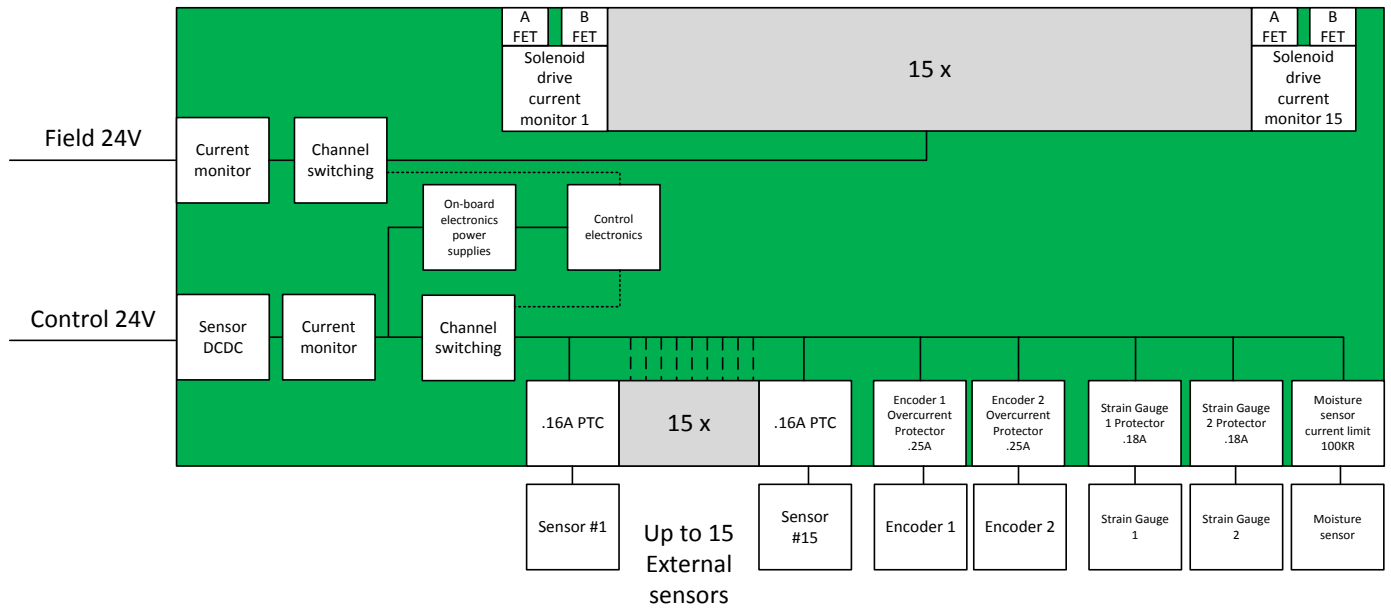 A
FET
B
FET
Solenoid
drive
current
monitor 1
15 x
A
FET
B
FET
Solenoid
drive
current
monitor 15
Field 24V
Current
monitor
Channel
switching
On-board
electronics
power
supplies
Control
electronics
Control 24V
Sensor
DCDC
Current
monitor
Channel
switching
.16A PTC
15 x
.16A PTC
Encoder 1
Overcurrent
Protector
.25A
Encoder 2
Overcurrent
Protector
.25A
Strain Gauge
1 Protector
.18A
Strain Gauge
2 Protector
.18A
Moisture
sensor
current limit
100KR
Sensor #1
Up to 15
External
sensors
Sensor
#15
Encoder 1
Encoder 2
Strain Gauge
1
Strain Gauge
2
Moisture
sensor